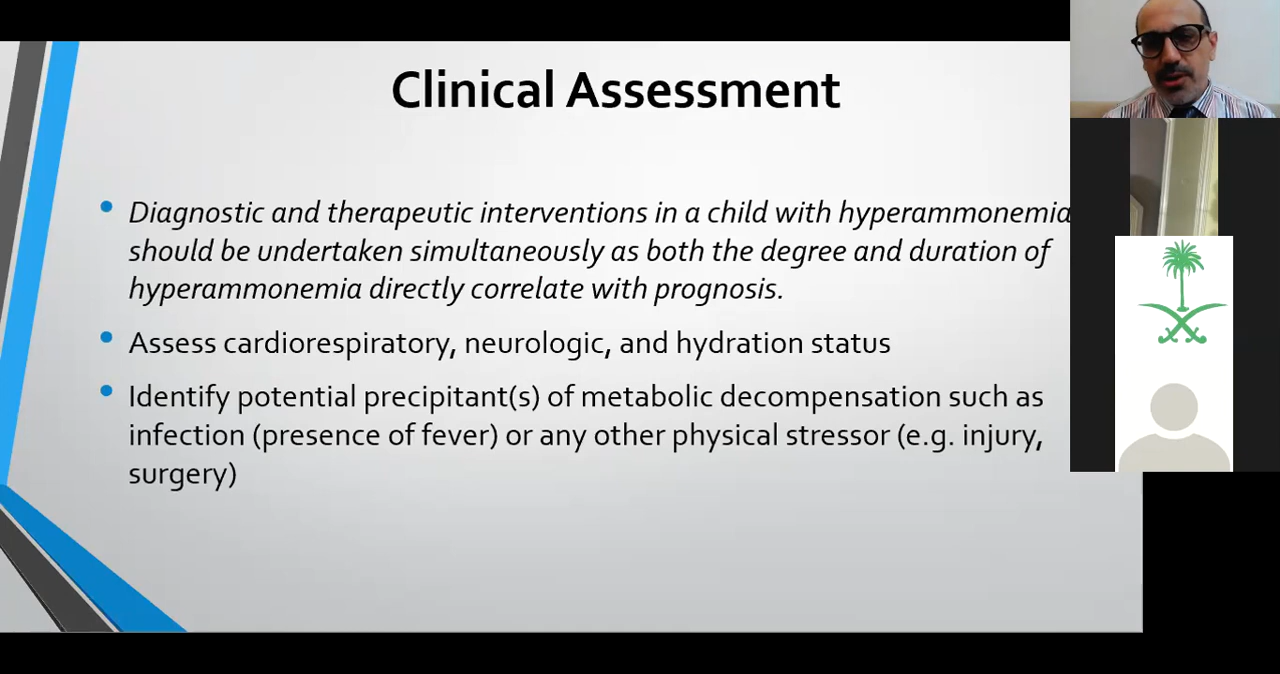 Clinical Assessment
• Diagnostic and therapeutic interventions in a child with hyperammonemia
should be undertaken simultaneously as both the degree and duration of
hyperammonemia directly correlate with prognosis.
• Assess cardiorespiratory, neurologic, and hydration status
• Identify potential precipitant(s) of metabolic decompensation such as
infection (presence of fever) or any other physical stressor (e.g. injury,
surgery)